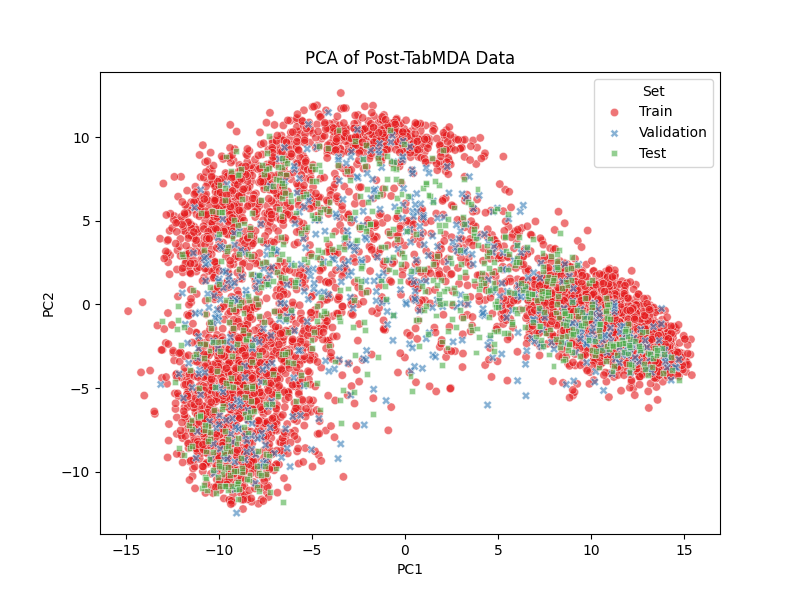 PCA of Post-TabMDA Data
Set
Train
Validation
Test
10
5
0
−5
−10
PC2
−15
−10
−5
0
5
10
15
PC1